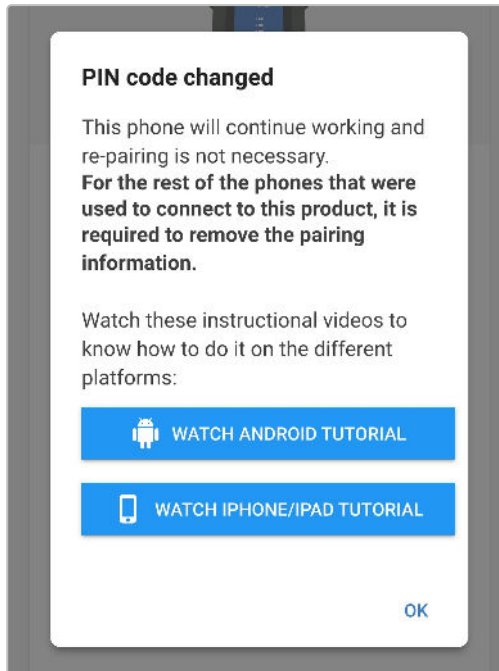 PIN code changed
This phone will continue working and
re-pairing is not necessary.
For the rest of the phones that were
used to connect to this product, it is
required to remove the pairing
information.
Watch these instructional videos to
know how to do it on the different
platforms:
WATCH ANDROID TUTORIAL
WATCH IPHONE/IPAD TUTORIAL
OK